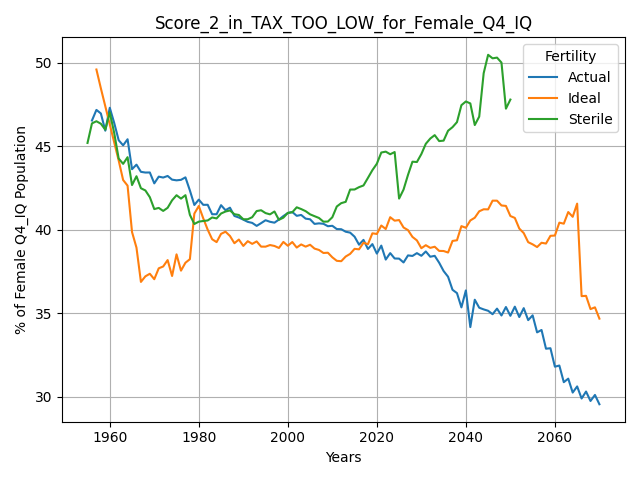 Score_2_in_TAX_TOO_LOW_for_Female_Q4_IQ
% of Female Q4_IQ Population
50
45
40
35
30
Fertility
Actual
Ideal
Sterile
1960 1980 2000 2020 2040 2060
Years